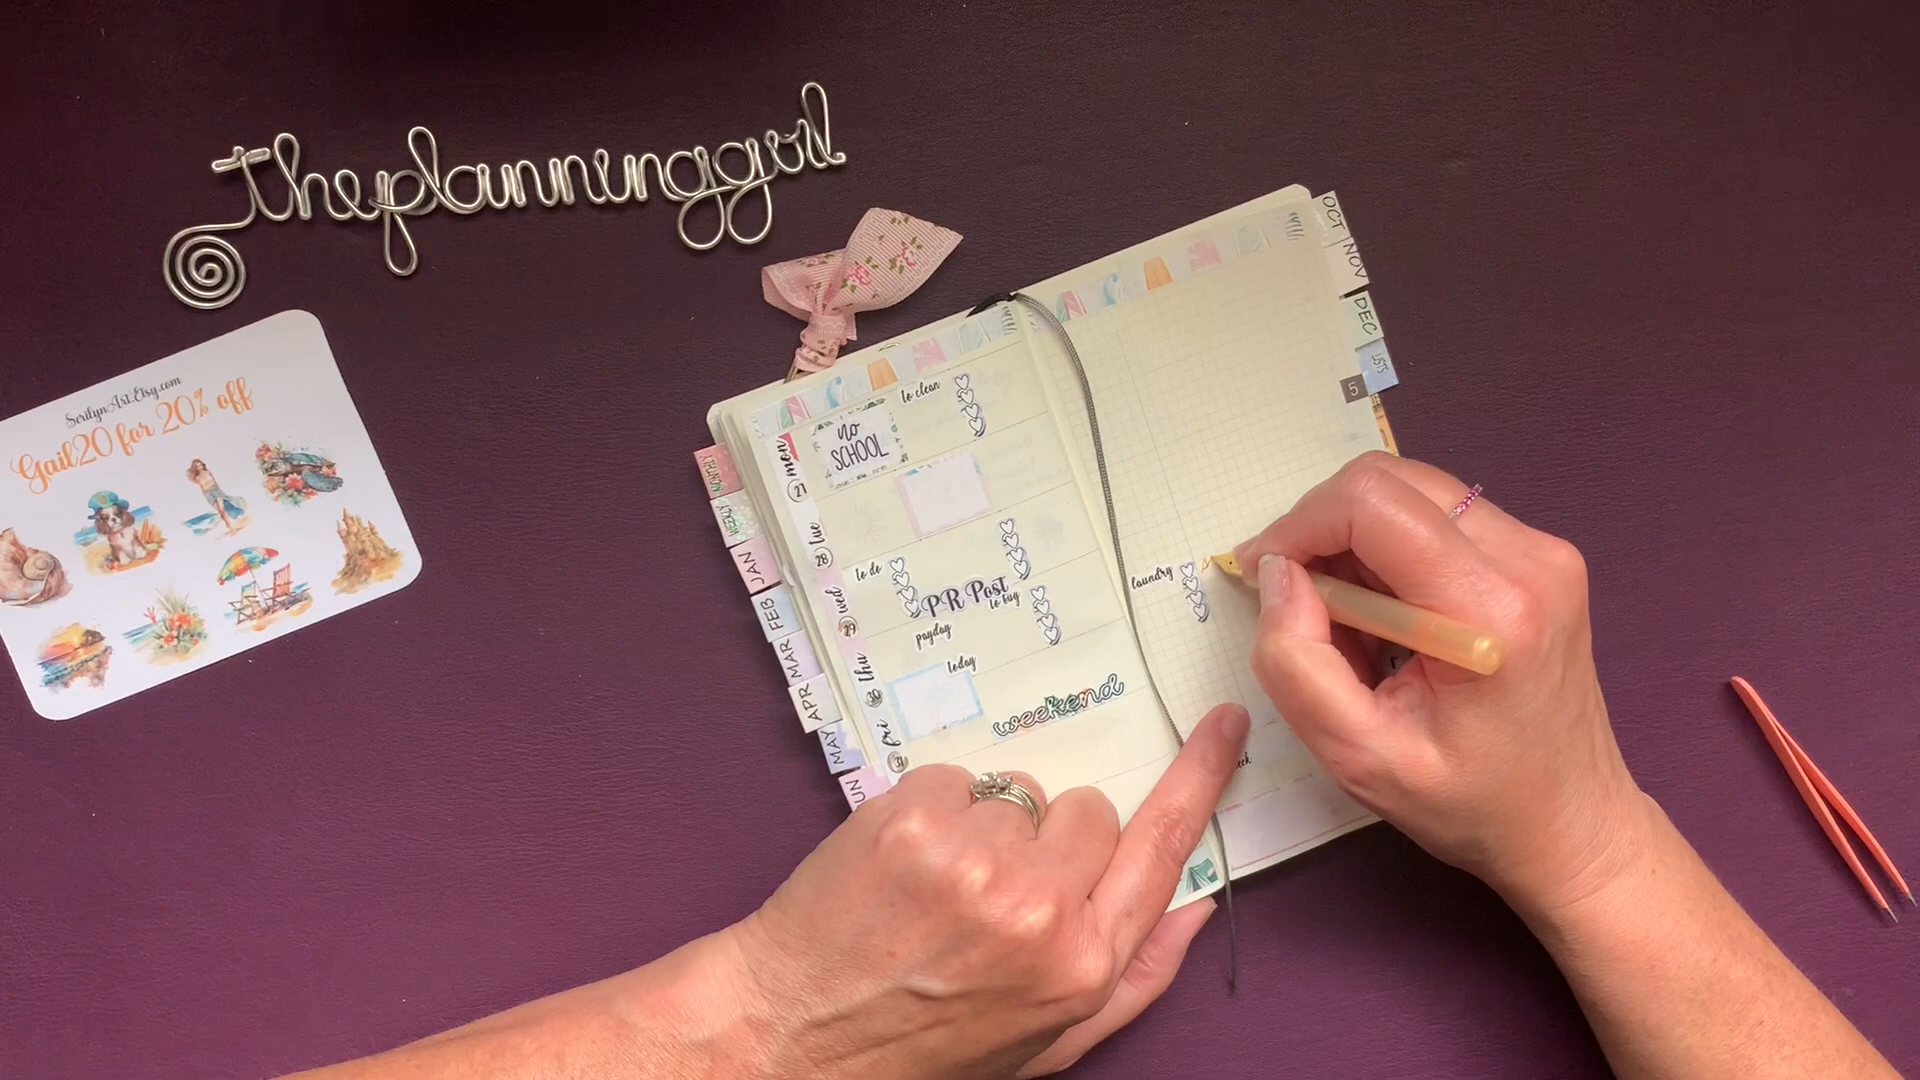 theplanninggirl
SerilynArt.Etsy.com
Gail20 for 20% off
OCT
NOV
DEC
LISTS
5
MONTHLY
WEEKLY
JAN
FEB
MAR
APR
MAY
JUN
mon
27
no
SCHOOL
to clean
tue
28
wed
29
to do
PR Post
to buy
payday
thu
30
today
fri
31
weekend
laundry